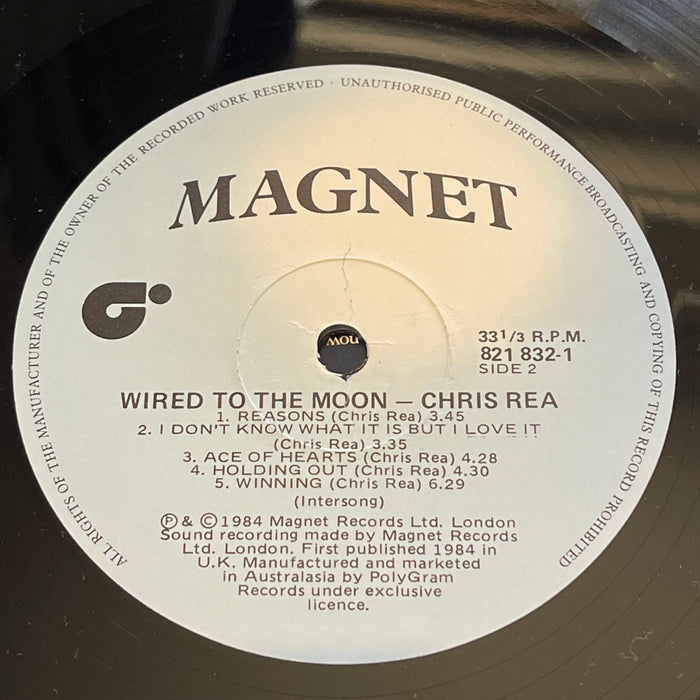 ALL RIGHTS OF THE MANUFACTURER AND OF THE OWNER OF THE RECORDED WORK RESERVED · UNAUTHORISED PUBLIC PERFORMANCE BROADCASTING AND COPYING OF THIS RECORD PROHIBITED
MAGNET
33 1/3 R.P.M.
821 832-1
SIDE 2
WIRED TO THE MOON — CHRIS REA
1. REASONS (Chris Rea) 3.45
2. I DON'T KNOW WHAT IT IS BUT I LOVE IT
(Chris Rea) 3.35
3. ACE OF HEARTS (Chris Rea) 4.28
4. HOLDING OUT (Chris Rea) 4.30
5. WINNING (Chris Rea) 6.29
(Intersong)
Ⓟ & © 1984 Magnet Records Ltd. London
Sound recording made by Magnet Records
Ltd. London. First published 1984 in
U.K. Manufactured and marketed
in Australasia by PolyGram
Records under exclusive
licence.